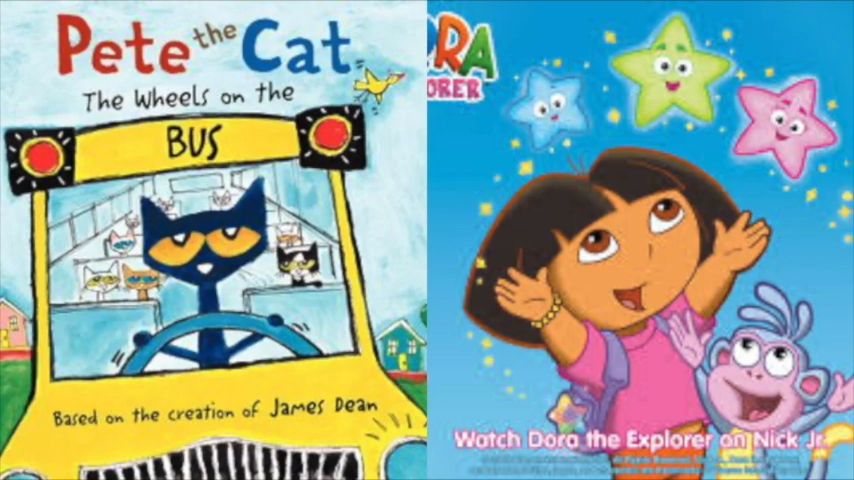 Pete the Cat
The Wheels on the
BUS
Based on the creation of James Dean
ORA
ORER
Watch Dora the Explorer on Nick Jr.